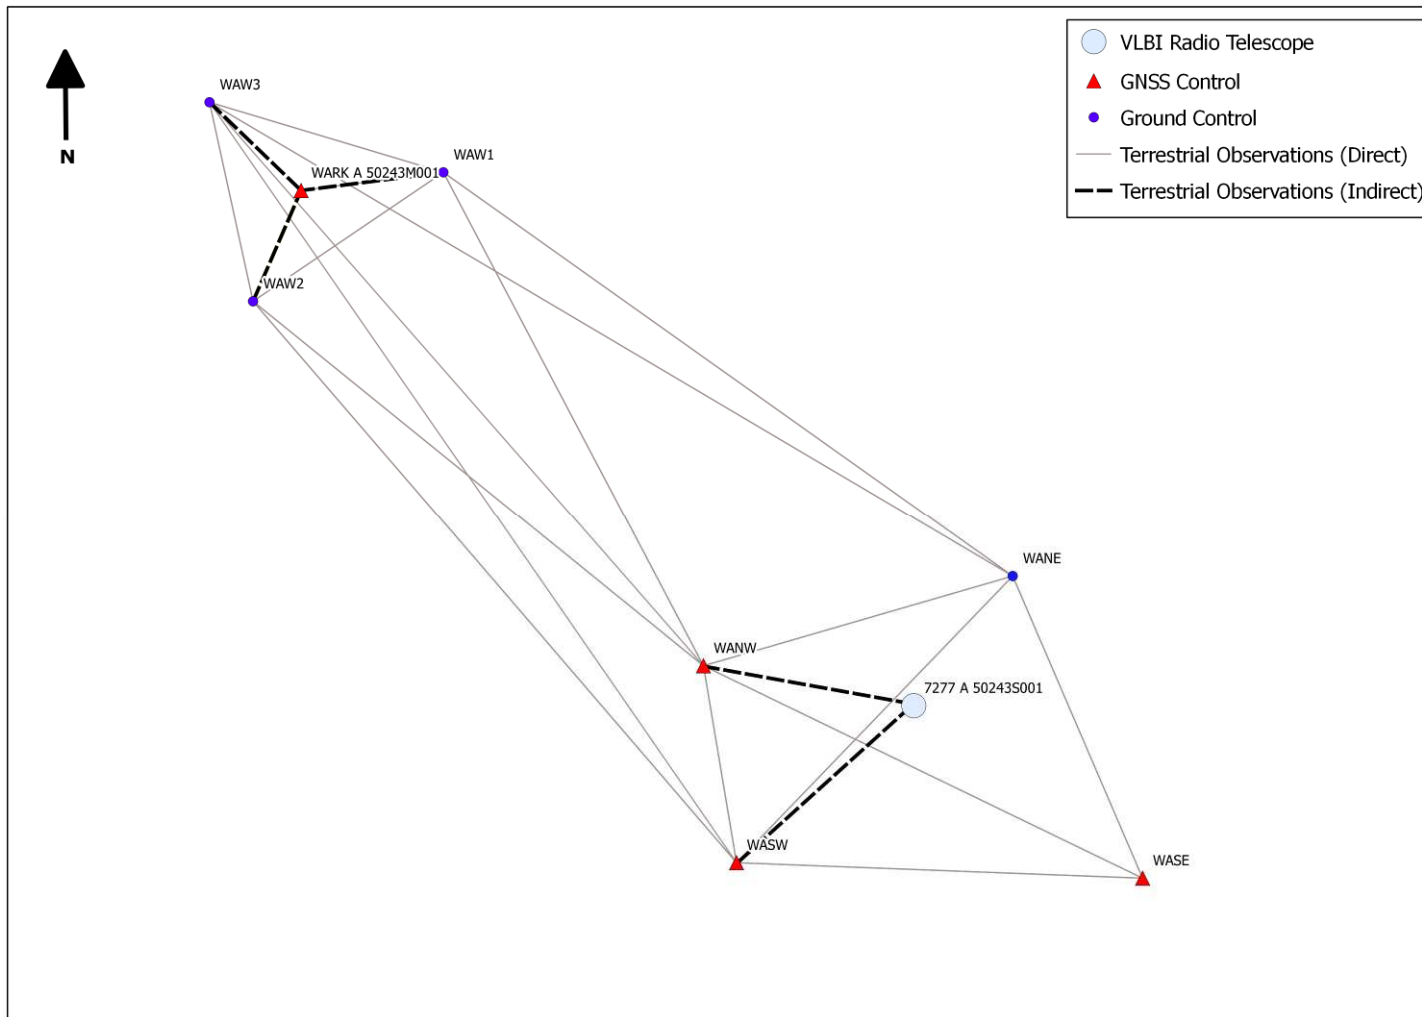 VLBI Radio Telescope
GNSS Control
Ground Control
Terrestrial Observations (Direct)
Terrestrial Observations (Indirect)
N
WAW3
WAW1
WARK A 50243M001
WAW2
WANE
WANW
7277 A 50243S001
WASW
WASE